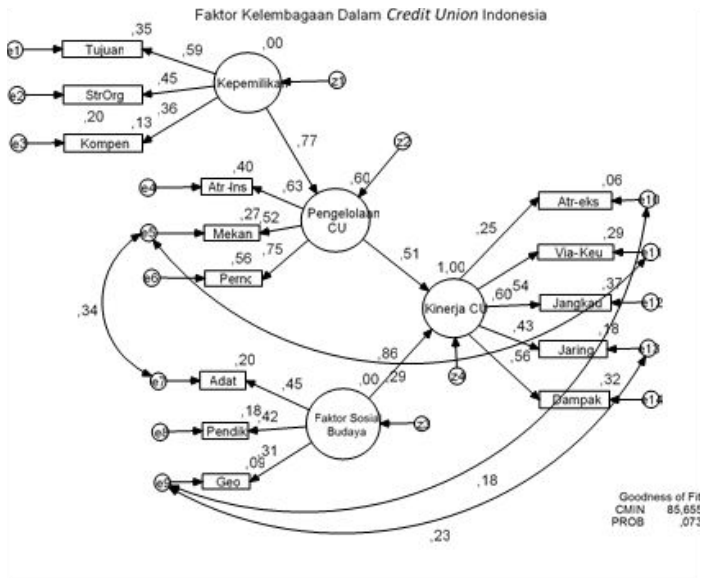 Faktor Kelembagaan Dalam Credit Union Indonesia
,35
,00
e1
Tujuan
,59
Kepemilikan
z1
e2
StrOrg
,45
,20
,13
,36
e3
Kompen
,77
z2
,40
,60
e4
Atr-Ins
,63
Pengelolaan
CU
,27
,52
e5
Mekan
,75
,56
e6
,51
,06
Atr-eks
e10
,25
,29
1,00
Via-Keu
e11
,37
,60
,54
Kinerja CU
Jangkau
e12
,34
,43
,18
Jaring
e13
,86
,56
z4
,20
,00
,29
,32
e7
Adat
,45
Dampak
e14
,18
,42
Faktor Sosial
Budaya
z3
e8
Pendik
,31
,09
e9
Geo
,18
Goodness of Fit
CMIN 85,655
PROB ,073
,23